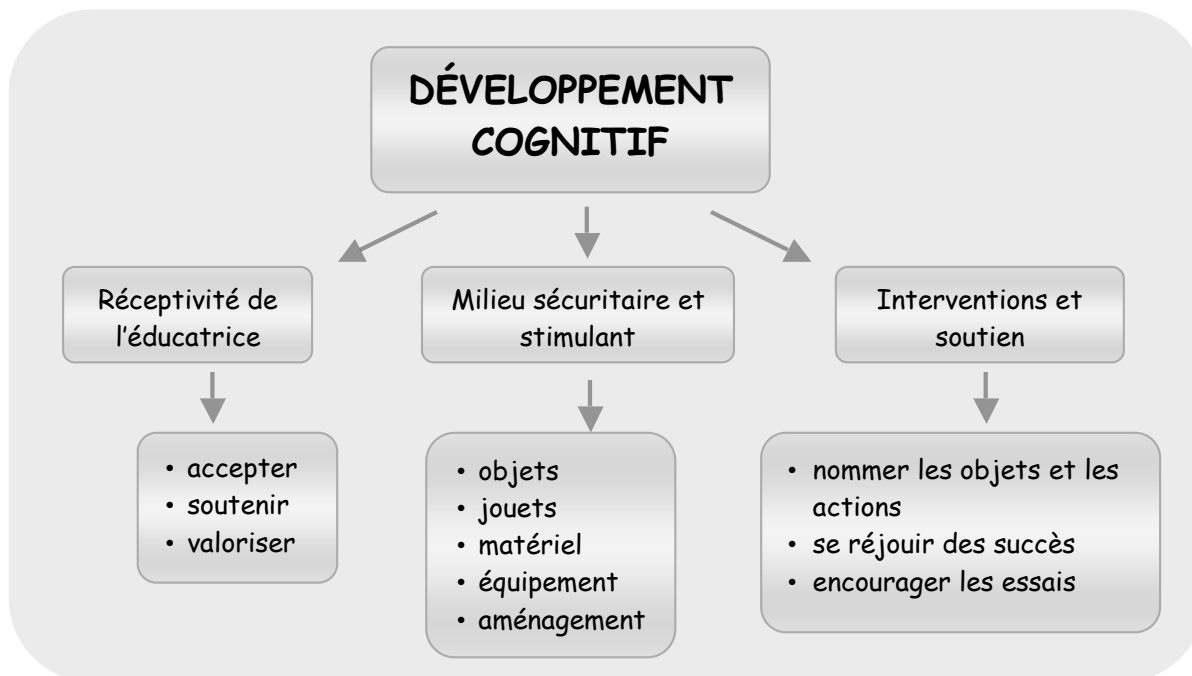 DÉVELOPPEMENT
COGNITIF
Réceptivité de
l'éducatrice
• accepter
• soutenir
• valoriser
Milieu sécuritaire et
stimulant
• objets
• jouets
• matériel
• équipement
• aménagement
Interventions et
soutien
• nommer les objets et les
actions
• se réjouir des succès
• encourager les essais